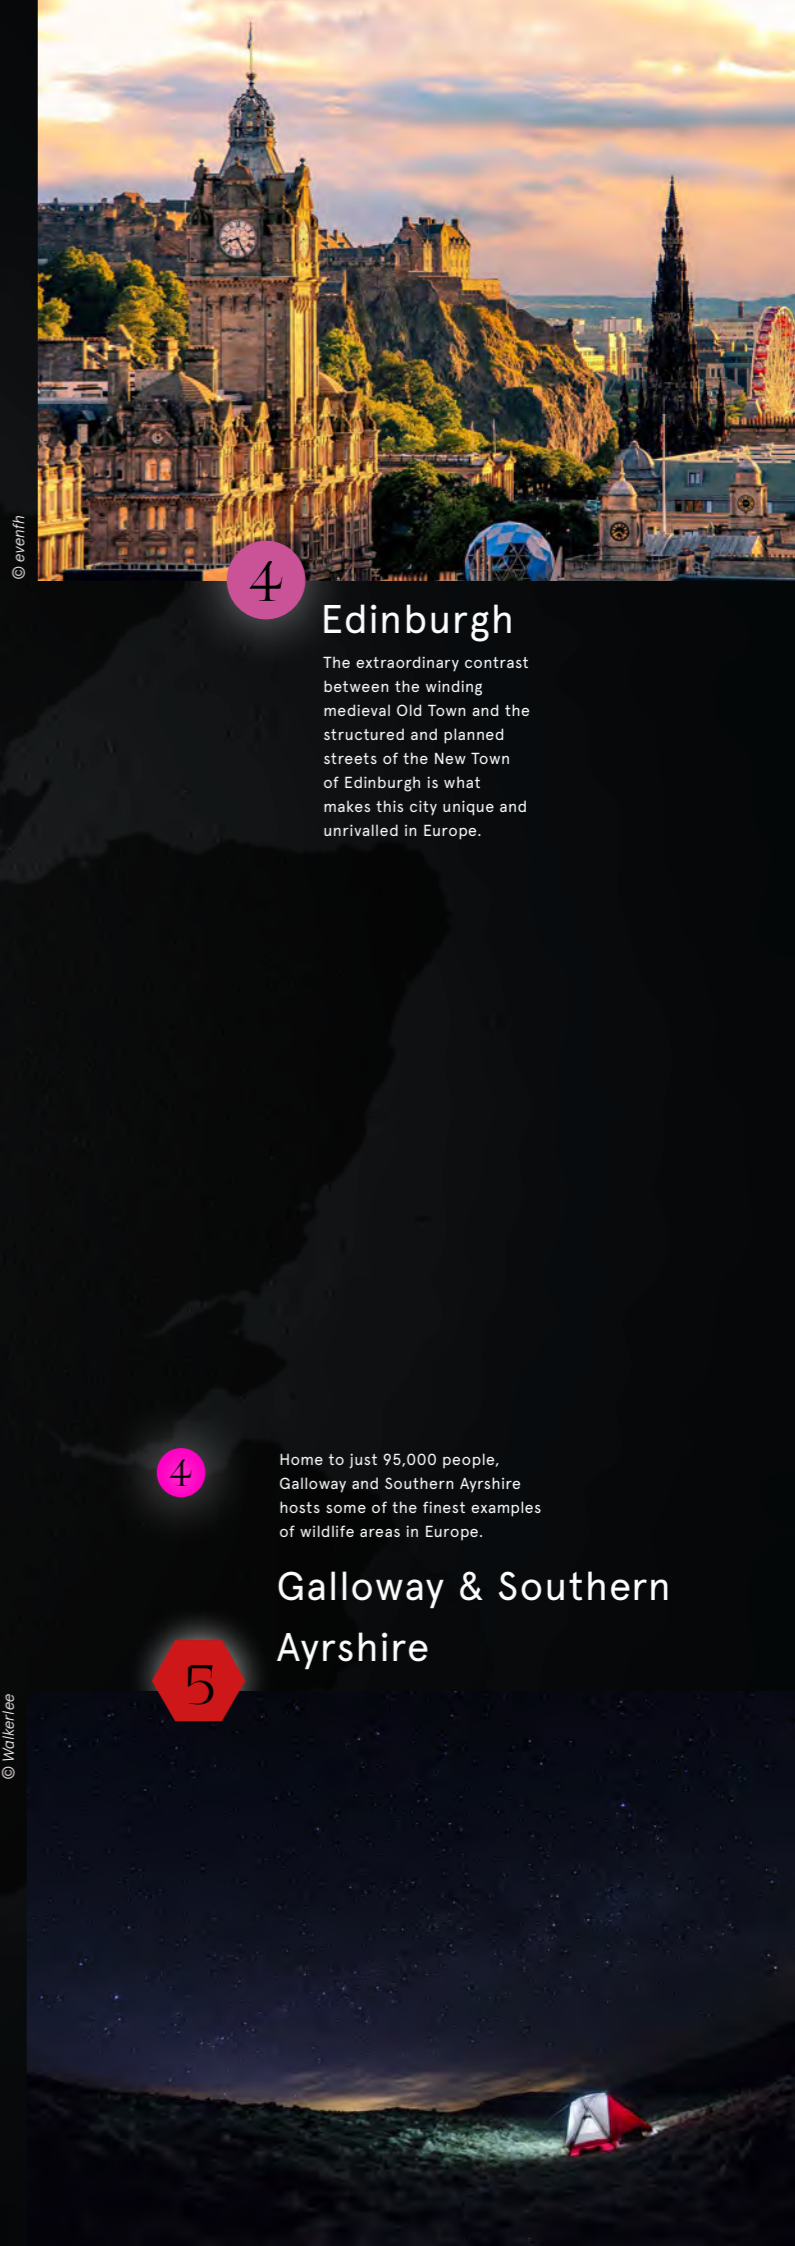 © evenfh
4
Edinburgh
The extraordinary contrast
between the winding
medieval Old Town and the
structured and planned
streets of the New Town
of Edinburgh is what
makes this city unique and
unrivalled in Europe.
4
Home to just 95,000 people,
Galloway and Southern Ayrshire
hosts some of the finest examples
of wildlife areas in Europe.
Galloway & Southern
Ayrshire
5
© Walkerlee